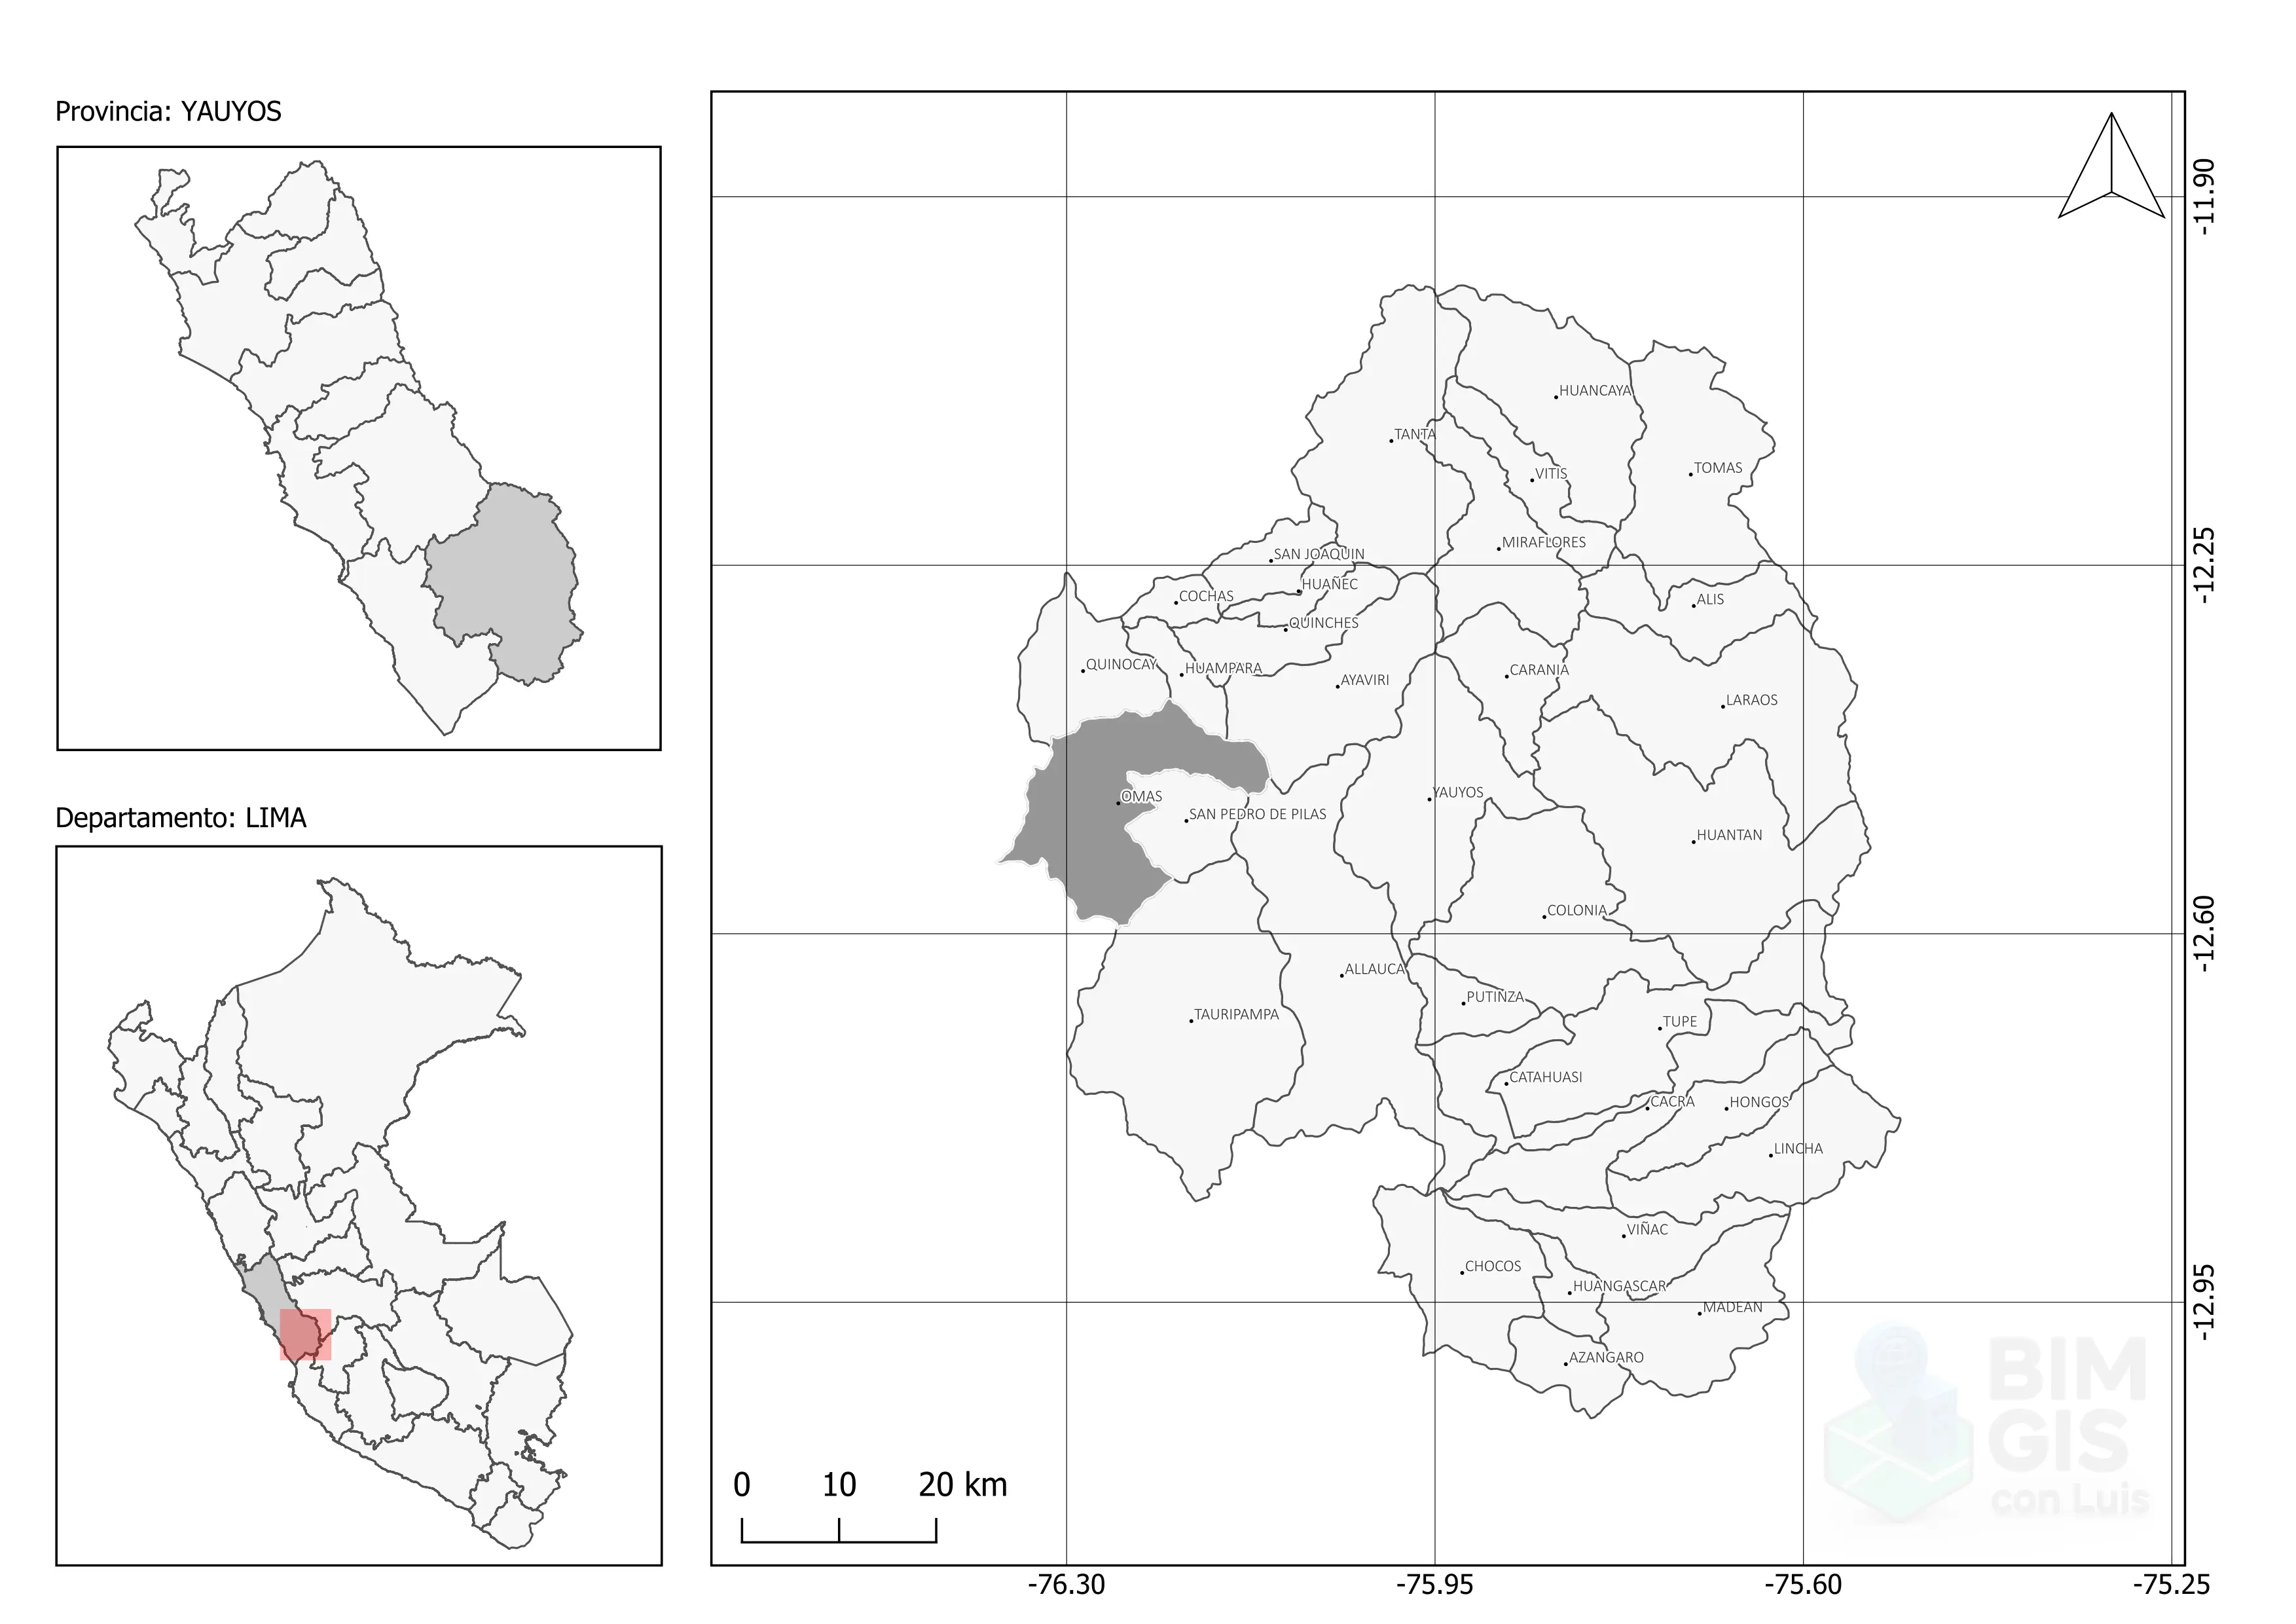 Provincia: YAUYOS
Departamento: LIMA
HUANCAYA
TANTA
TOMAS
VITIS
MIRAFLORES
SAN JOAQUIN
HUAÑEC
COCHAS
ALIS
QUINCHES
QUINOCAY
HUAMPARA
CARANIA
AYAVIRI
LARAOS
YAUYOS
OMAS
SAN PEDRO DE PILAS
HUANTAN
COLONIA
ALLAUCA
PUTINZA
TAURIPAMPA
TUPE
CATAHUASI
CACRA
HONGOS
LINCHA
VIÑAC
CHOCOS
HUANGASCAR
MADEAN
AZANGARO
-11.90
-12.25
-12.60
-12.95
BIM
GIS
con Luis
0 10 20 km
-76.30 -75.95 -75.60 -75.25